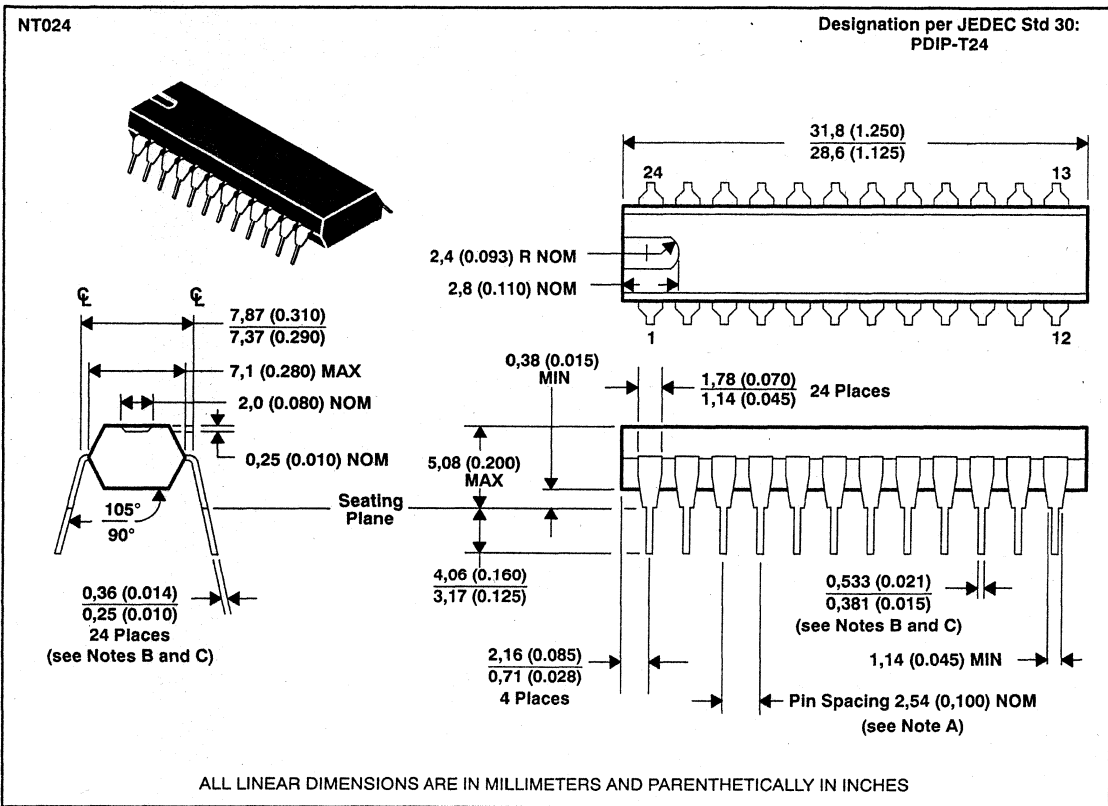 NT024
Designation per JEDEC Std 30:
PDIP-T24
31,8 (1.250)
28,6 (1.125)
24
13
2,4 (0.093) R NOM
2,8 (0.110) NOM
1
12
℄
℄
7,87 (0.310)
7,37 (0.290)
7,1 (0.280) MAX
2,0 (0.080) NOM
0,25 (0.010) NOM
105°
90°
0,36 (0.014)
0,25 (0.010)
24 Places
(see Notes B and C)
0,38 (0.015)
MIN
1,78 (0.070)
1,14 (0.045)
24 Places
5,08 (0.200)
MAX
Seating
Plane
4,06 (0.160)
3,17 (0.125)
0,533 (0.021)
0,381 (0.015)
(see Notes B and C)
2,16 (0.085)
0,71 (0.028)
4 Places
1,14 (0.045) MIN
Pin Spacing 2,54 (0,100) NOM
(see Note A)
ALL LINEAR DIMENSIONS ARE IN MILLIMETERS AND PARENTHETICALLY IN INCHES